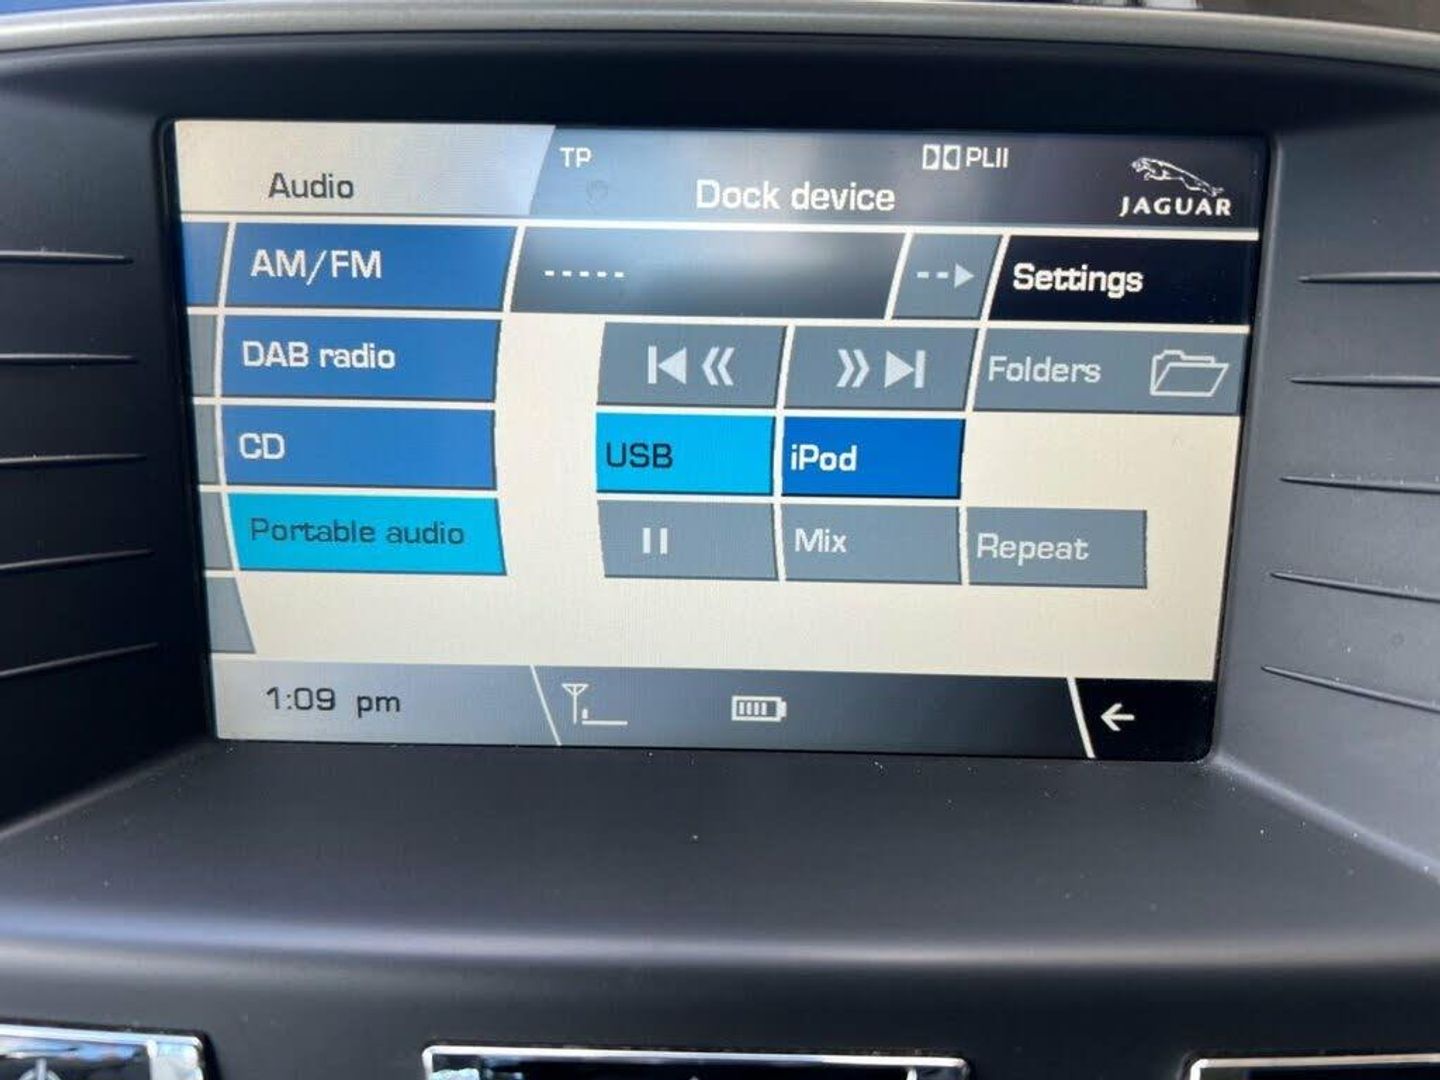 TP
PLII
Audio
Dock device
JAGUAR
AM/FM
-----
--
Settings
DAB radio
Folders
CD
USB
iPod
Portable audio
Mix
Repeat
1:09 pm